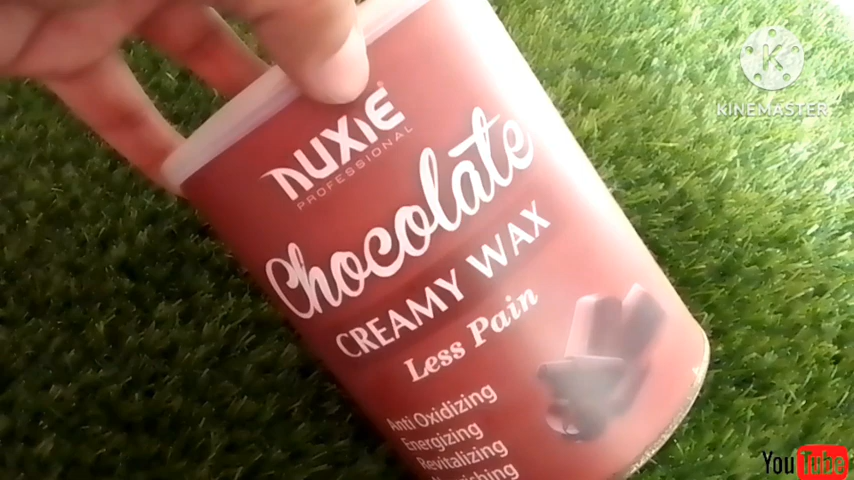 NUXIE
PROFESSIONAL
Chocolate
CREAMY WAX
Less Pain
Anti Oxidizing
Energizing
Revitalizing
K
KINEMASTER
YouTube